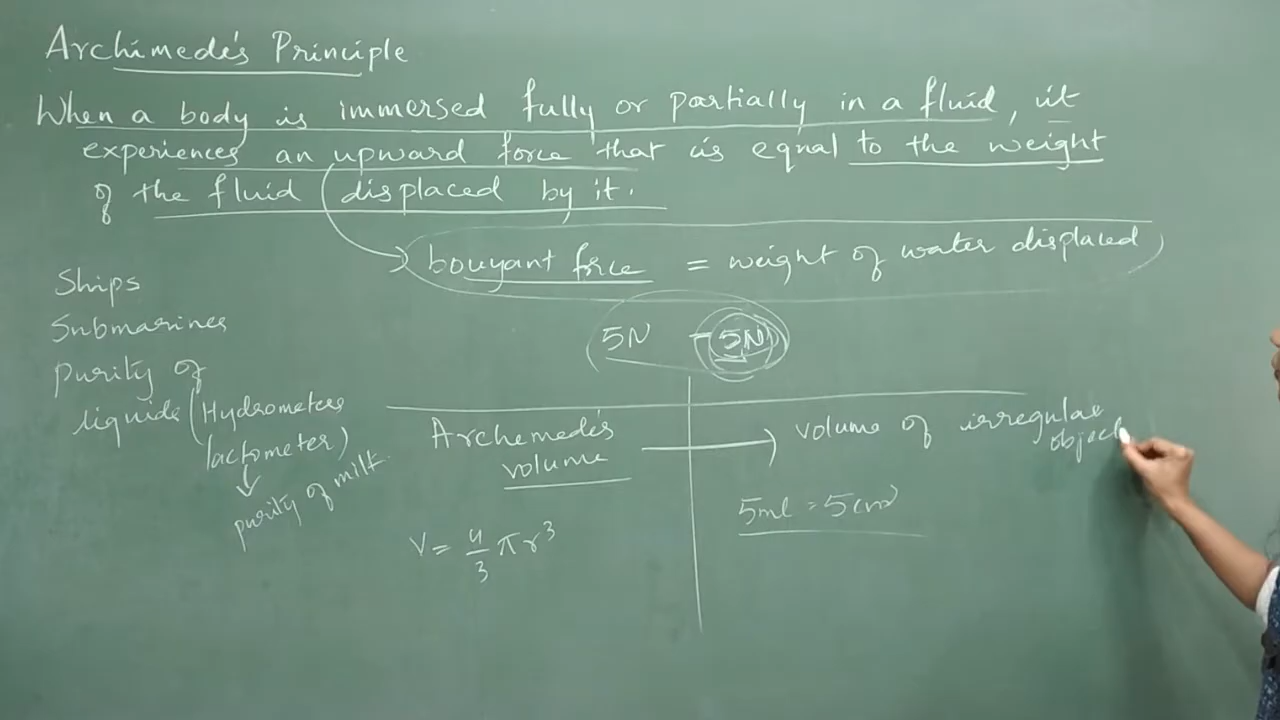 Archimede's Principle
When a body is immersed fully or partially in a fluid, it
experiences an upward force that is equal to the weight
of the fluid displaced by it.
bouyant force = weight of water displaced
5N = 5N
Ships
Submarines
Purity of
liquids (Hydrometers
lactometer)
purity of milk.
Archemede's
volume
V = 4/3 πr³
volume of irregular
object
5ml = 5cm³